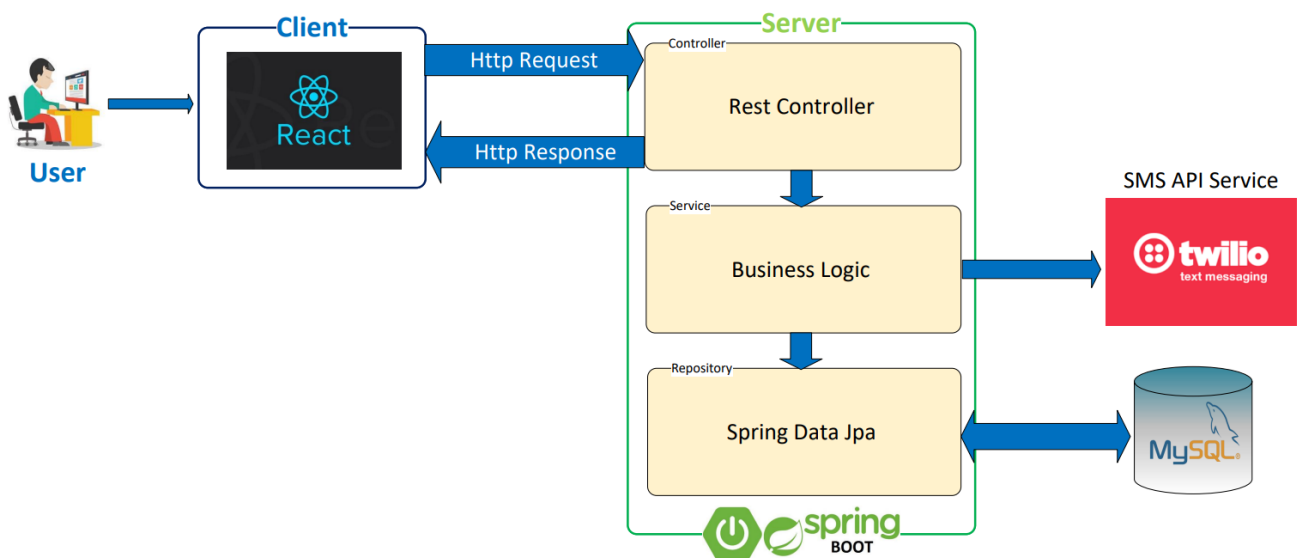 Client
Server
Controller
Http Request
Rest Controller
React
Http Response
User
SMS API Service
Service
Business Logic
twilio
text messaging
Repository
Spring Data Jpa
MySQL®
spring
BOOT